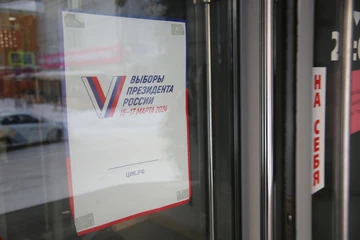 ВЫБОРЫ
ПРЕЗИДЕНТА
РОССИИ
15–17 МАРТА 2024
ЦИК.РФ
НА СЕБЯ